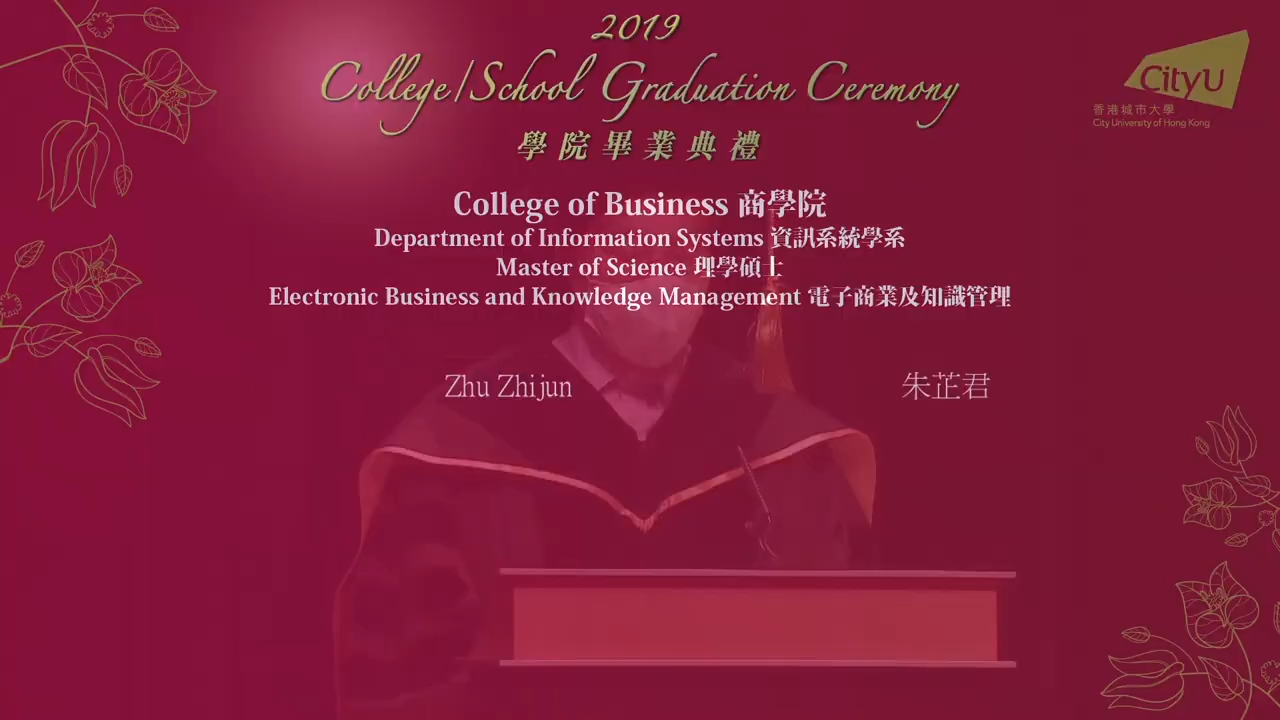 2019
College/School Graduation Ceremony
學院畢業典禮
CityU
香港城市大學
City University of Hong Kong
College of Business 商學院
Department of Information Systems 資訊系統學系
Master of Science 理學碩士
Electronic Business and Knowledge Management 電子商業及知識管理
Zhu Zhijun 朱芷君